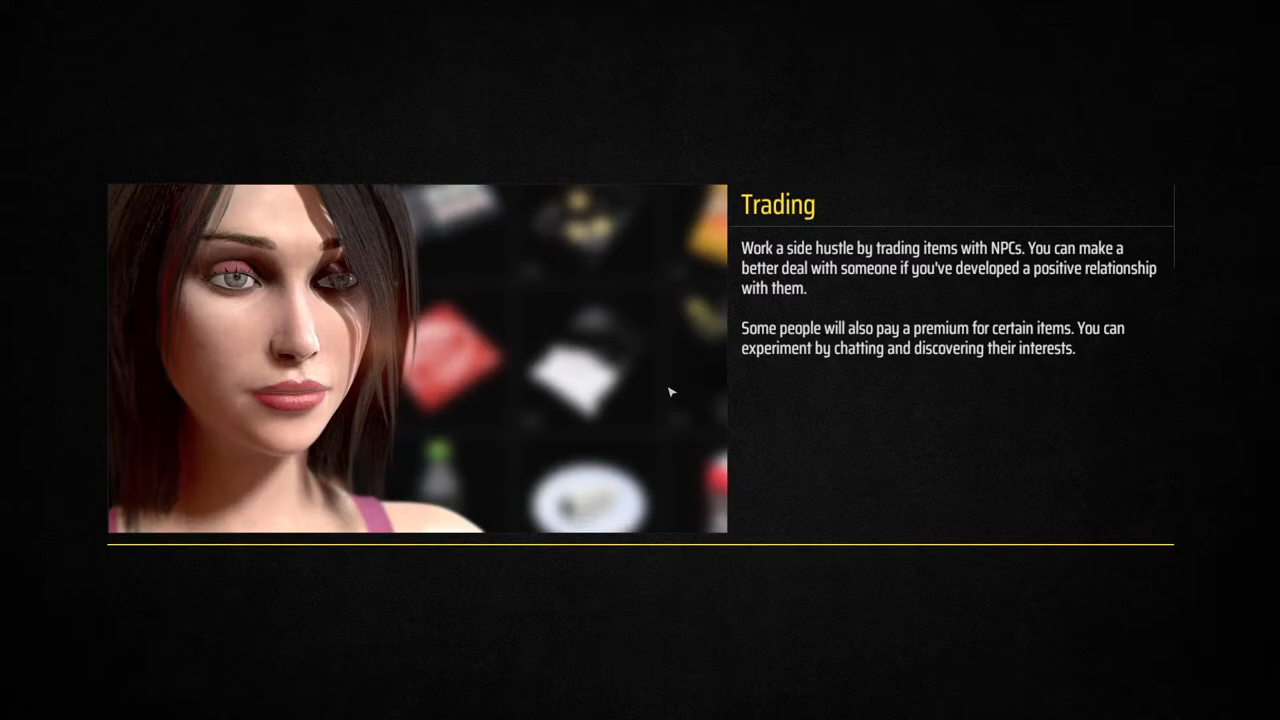 Trading
Work a side hustle by trading items with NPCs. You can make a
better deal with someone if you've developed a positive relationship
with them.
Some people will also pay a premium for certain items. You can
experiment by chatting and discovering their interests.